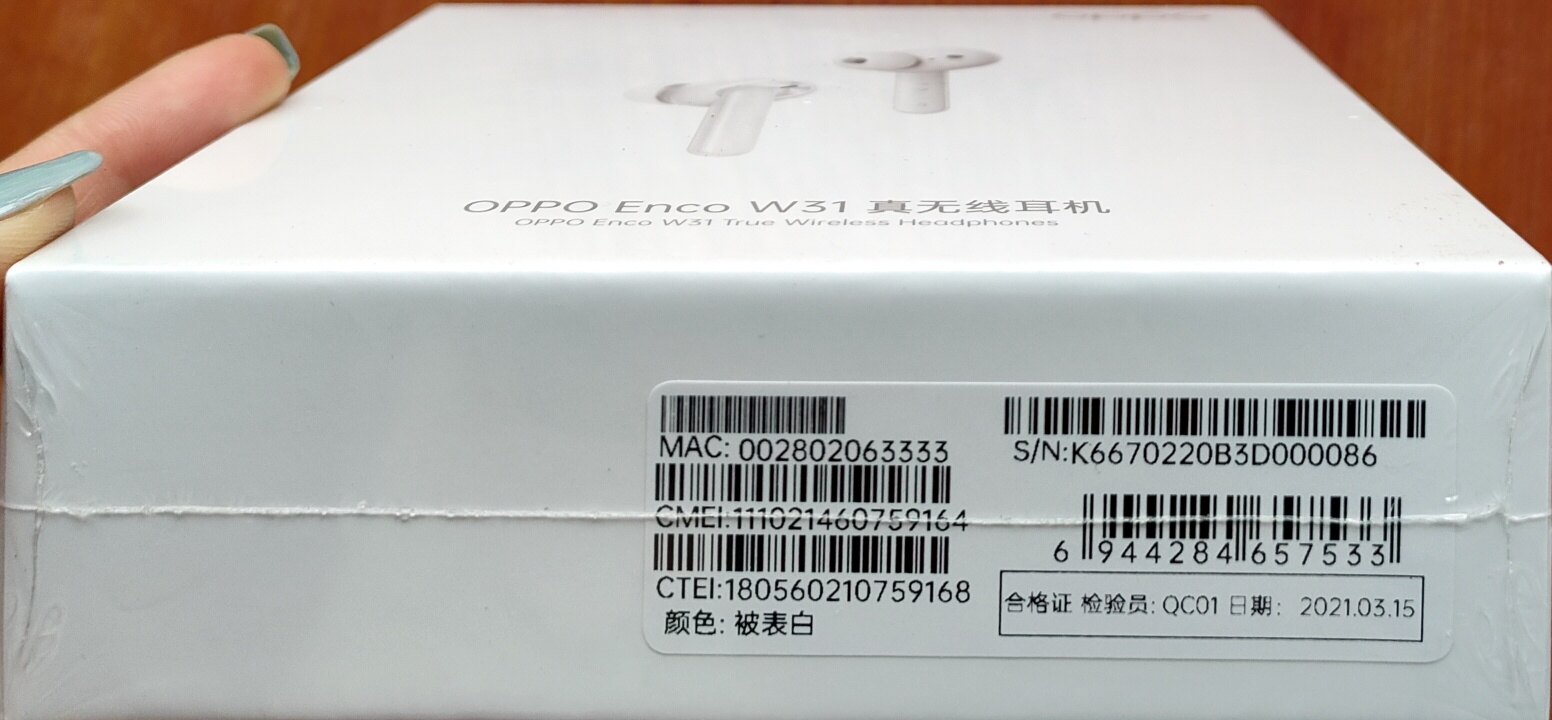 OPPO Enco W31 真无线耳机
OPPO Enco W31 True Wireless Headphones
MAC: 002802063333
CMEI:111021460759164
CTEI:180560210759168
颜色: 被表白
S/N:K6670220B3D000086
6 944284 657533
合格证 检验员: QC01 日期: 2021.03.15